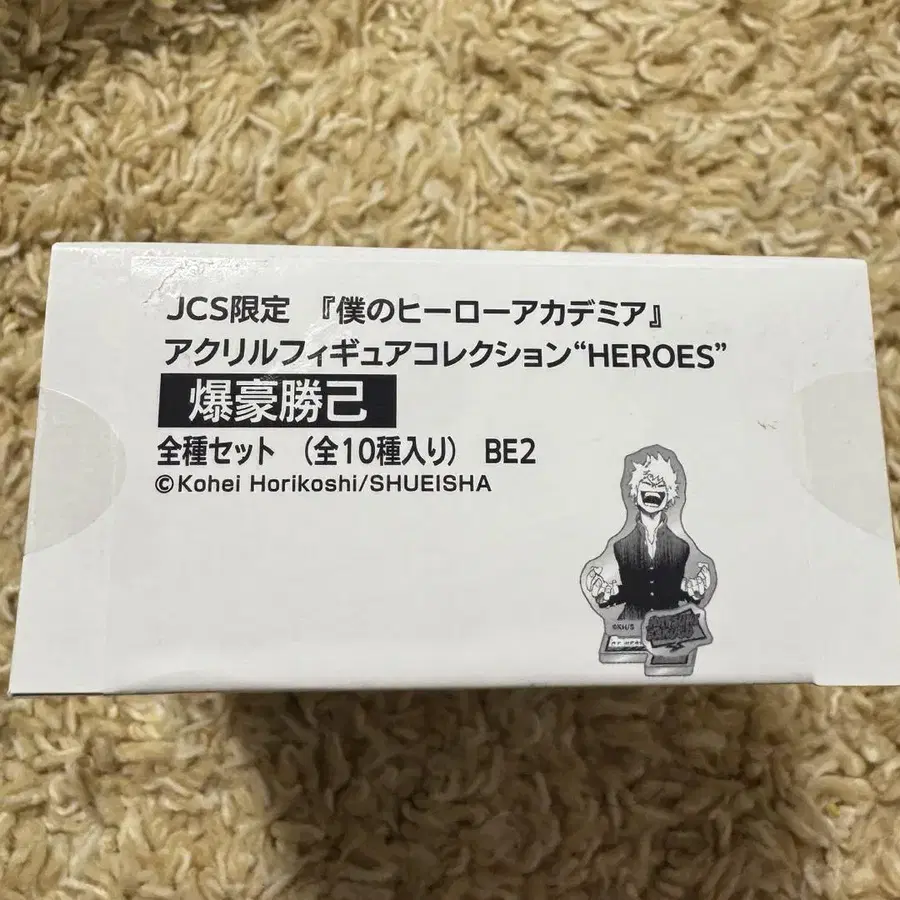 JCS限定 『僕のヒーローアカデミア』
アクリルフィギュアコレクション“HEROES”
爆豪勝己
全種セット (全10種入り) BE2
©Kohei Horikoshi/SHUEISHA
©KH/S